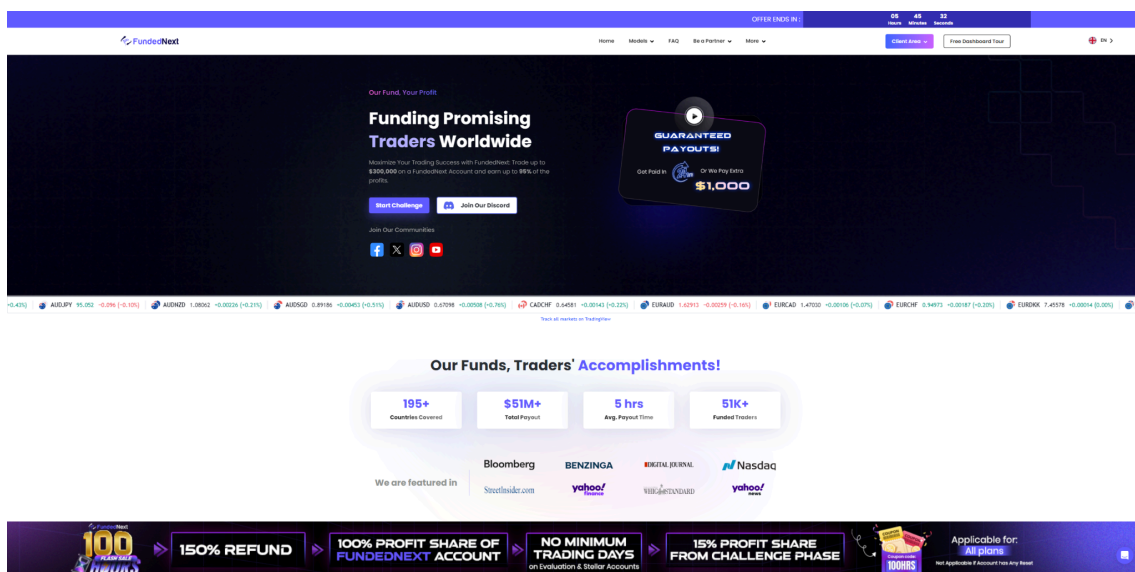 OFFER ENDS IN :
05 45 32
Hours Minutes Seconds
FundedNext
Home Models FAQ Be a Partner More
Client Area
Free Dashboard Tour
EN
Our Fund, Your Profit
Funding Promising
Traders Worldwide
Maximize Your Trading Success with FundedNext: Trade up to
$300,000 on a FundedNext Account and earn up to 95% of the
profits.
Start Challenge
Join Our Discord
Join Our Communities
GUARANTEED
PAYOUTS!
Get Paid in
Or We Pay Extra
$1,000
+0.43%) AUDJPY 95.052 -0.096 (-0.10%) AUDNZD 1.08062 +0.00226 (+0.21%) AUDSGD 0.89186 +0.00453 (+0.51%) AUDUSD 0.67098 +0.00508 (+0.76%) CADCHF 0.64581 +0.00143 (+0.22%) EURAUD 1.62913 -0.00259 (-0.16%) EURCAD 1.47030 +0.00106 (+0.07%) EURCHF 0.94973 +0.00187 (+0.20%) EURDKK 7.45578 +0.00014 (0.00%)
Track all markets on TradingView
Our Funds, Traders' Accomplishments!
195+
Countries Covered
$51M+
Total Payout
5 hrs
Avg. Payout Time
51K+
Funded Traders
We are featured in
Bloomberg BENZINGA DIGITAL JOURNAL Nasdaq
StreetInsider.com yahoo! finance WHIG STANDARD yahoo! news
FundedNext
100
FLASH SALE
HOURS
150% REFUND
100% PROFIT SHARE OF
FUNDEDNEXT ACCOUNT
NO MINIMUM
TRADING DAYS
on Evaluation & Stellar Accounts
15% PROFIT SHARE
FROM CHALLENGE PHASE
Coupon code:
100HRS
Applicable for:
All plans
Not Applicable if Account has Any Reset